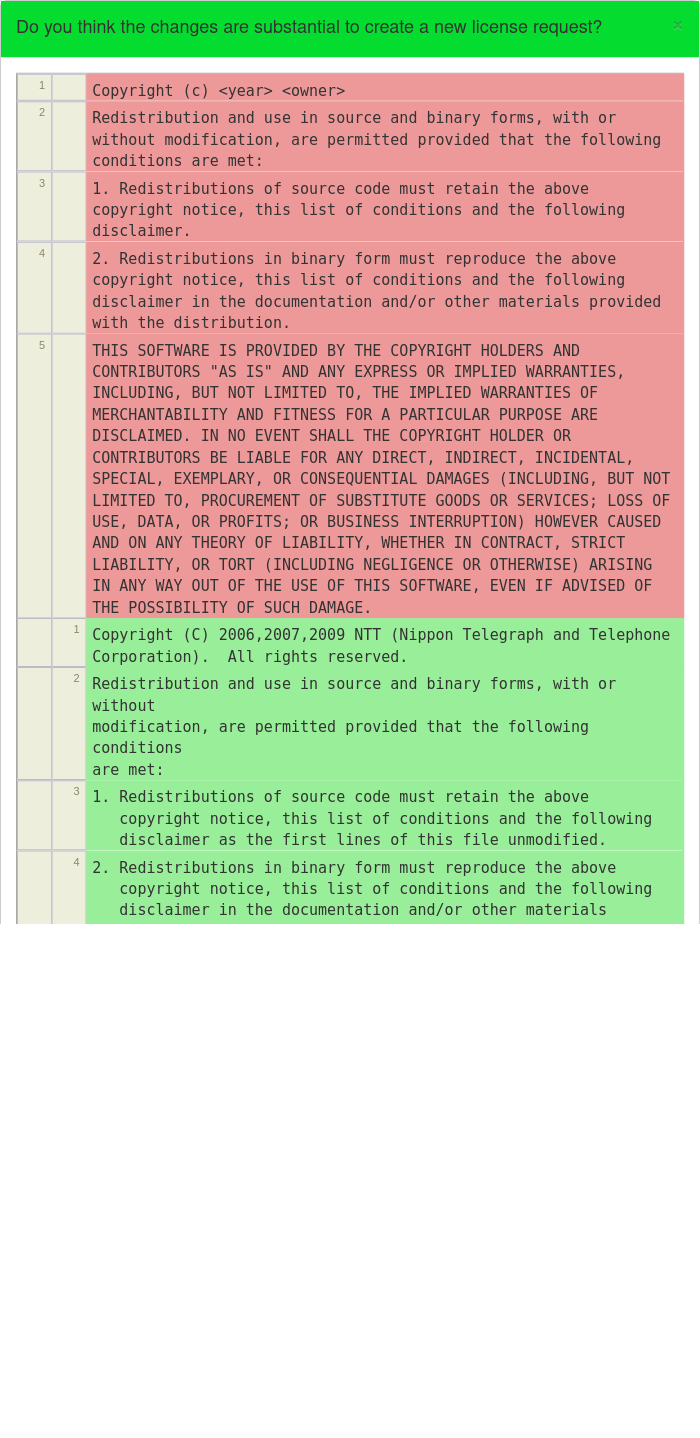 Do you think the changes are substantial to create a new license request?
×
1
Copyright (c) <year> <owner>
2
Redistribution and use in source and binary forms, with or
without modification, are permitted provided that the following
conditions are met:
3
1. Redistributions of source code must retain the above
copyright notice, this list of conditions and the following
disclaimer.
4
2. Redistributions in binary form must reproduce the above
copyright notice, this list of conditions and the following
disclaimer in the documentation and/or other materials provided
with the distribution.
5
THIS SOFTWARE IS PROVIDED BY THE COPYRIGHT HOLDERS AND
CONTRIBUTORS "AS IS" AND ANY EXPRESS OR IMPLIED WARRANTIES,
INCLUDING, BUT NOT LIMITED TO, THE IMPLIED WARRANTIES OF
MERCHANTABILITY AND FITNESS FOR A PARTICULAR PURPOSE ARE
DISCLAIMED. IN NO EVENT SHALL THE COPYRIGHT HOLDER OR
CONTRIBUTORS BE LIABLE FOR ANY DIRECT, INDIRECT, INCIDENTAL,
SPECIAL, EXEMPLARY, OR CONSEQUENTIAL DAMAGES (INCLUDING, BUT NOT
LIMITED TO, PROCUREMENT OF SUBSTITUTE GOODS OR SERVICES; LOSS OF
USE, DATA, OR PROFITS; OR BUSINESS INTERRUPTION) HOWEVER CAUSED
AND ON ANY THEORY OF LIABILITY, WHETHER IN CONTRACT, STRICT
LIABILITY, OR TORT (INCLUDING NEGLIGENCE OR OTHERWISE) ARISING
IN ANY WAY OUT OF THE USE OF THIS SOFTWARE, EVEN IF ADVISED OF
THE POSSIBILITY OF SUCH DAMAGE.
1
Copyright (C) 2006,2007,2009 NTT (Nippon Telegraph and Telephone
Corporation).  All rights reserved.
2
Redistribution and use in source and binary forms, with or
without
modification, are permitted provided that the following
conditions
are met:
3
1. Redistributions of source code must retain the above
copyright notice, this list of conditions and the following
disclaimer as the first lines of this file unmodified.
4
2. Redistributions in binary form must reproduce the above
copyright notice, this list of conditions and the following
disclaimer in the documentation and/or other materials